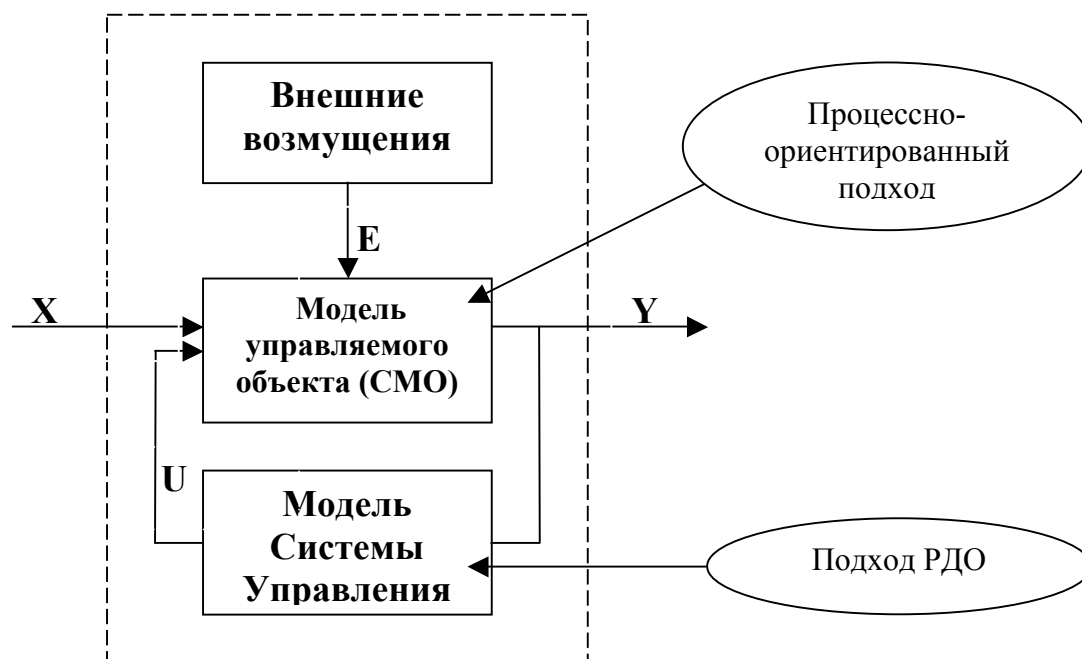 Внешние
возмущения
Процессно-
ориентированный
подход
E
X
Модель
управляемого
объекта (СМО)
Y
U
Модель
Системы
Управления
Подход РДО